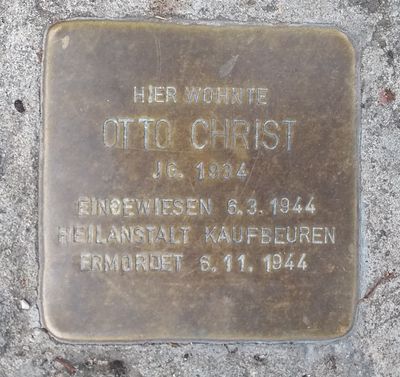 HIER WOHNTE
OTTO CHRIST
JG. 1934
EINGEWIESEN 6.3.1944
HEILANSTALT KAUFBEUREN
ERMORDET 6.11.1944